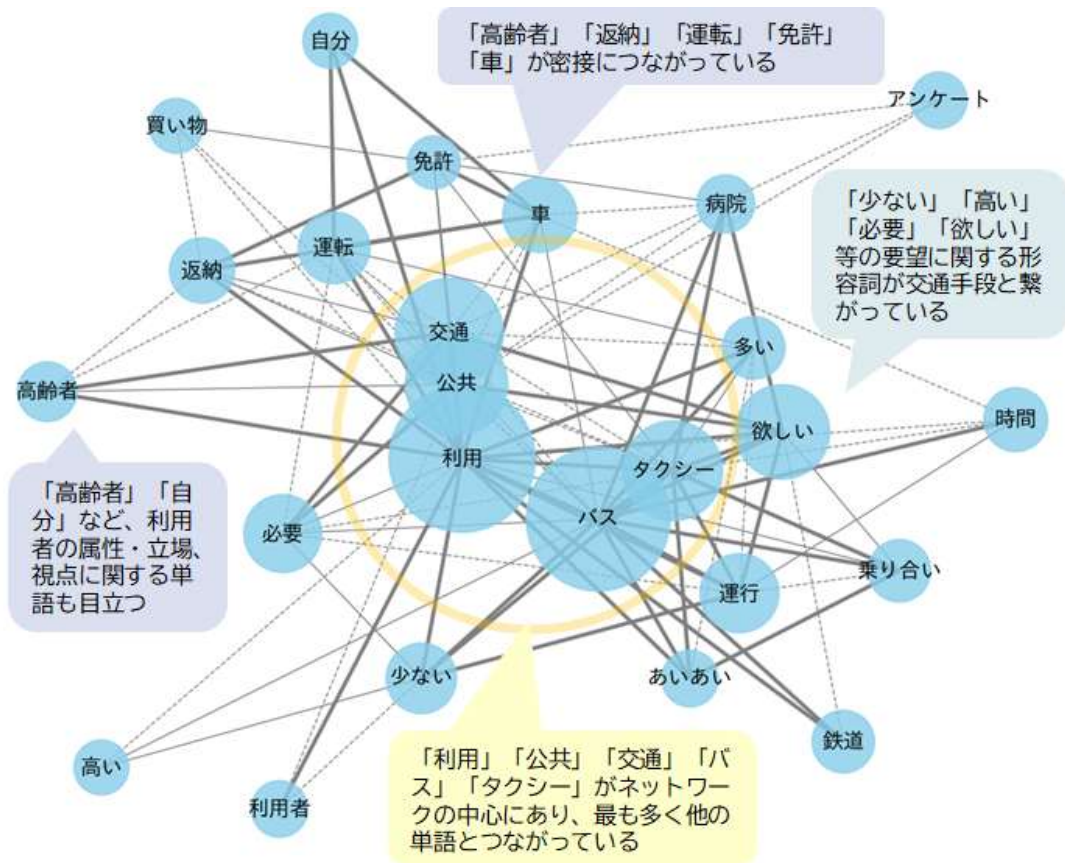 自分
「高齢者」「返納」「運転」「免許」
「車」が密接につながっている
アンケート
買い物
免許
車
病院
「少ない」「高い」
「必要」「欲しい」
等の要望に関する形
容詞が交通手段と繋
がっている
運転
返納
交通
多い
公共
高齢者
欲しい
時間
利用
タクシー
「高齢者」「自
分」など、利用
者の属性・立場、
視点に関する単
語も目立つ
バス
必要
乗り合い
運行
少ない
あいあい
鉄道
高い
利用者
「利用」「公共」「交通」「バ
ス」「タクシー」がネットワー
クの中心にあり、最も多く他の
単語とつながっている